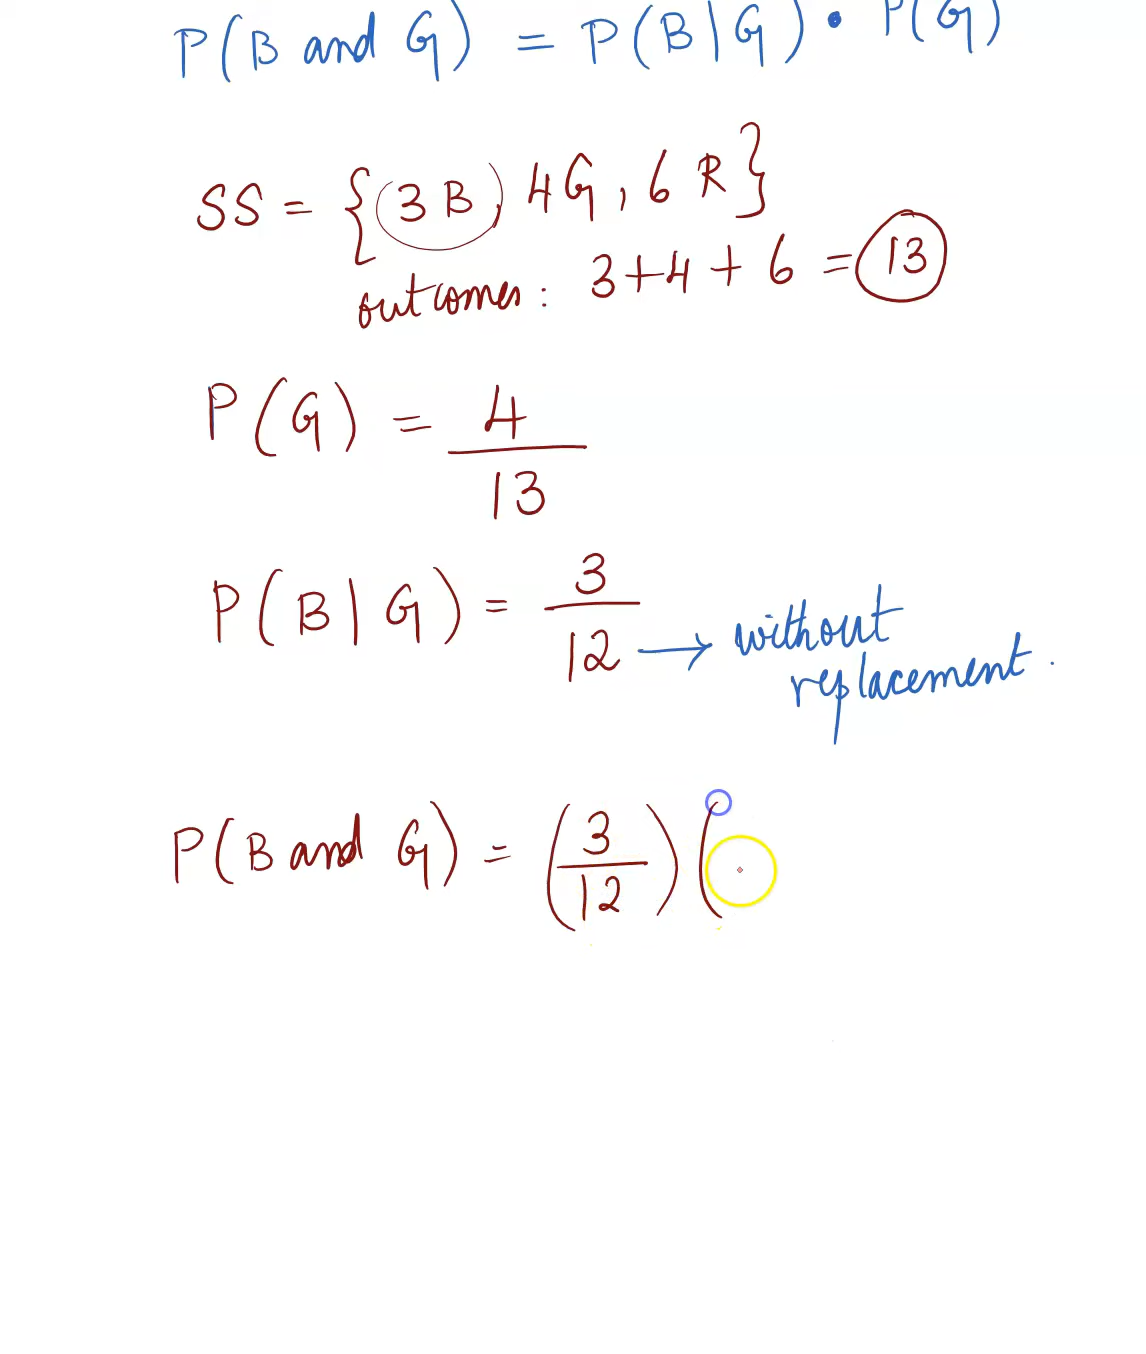 P(B and G) = P(B|G) • P(G)
SS = {3B, 4G, 6R}
outcomes: 3+4+6 = 13
P(G) = 4/13
P(B|G) = 3/12 → without replacement.
P(B and G) = (3/12)(